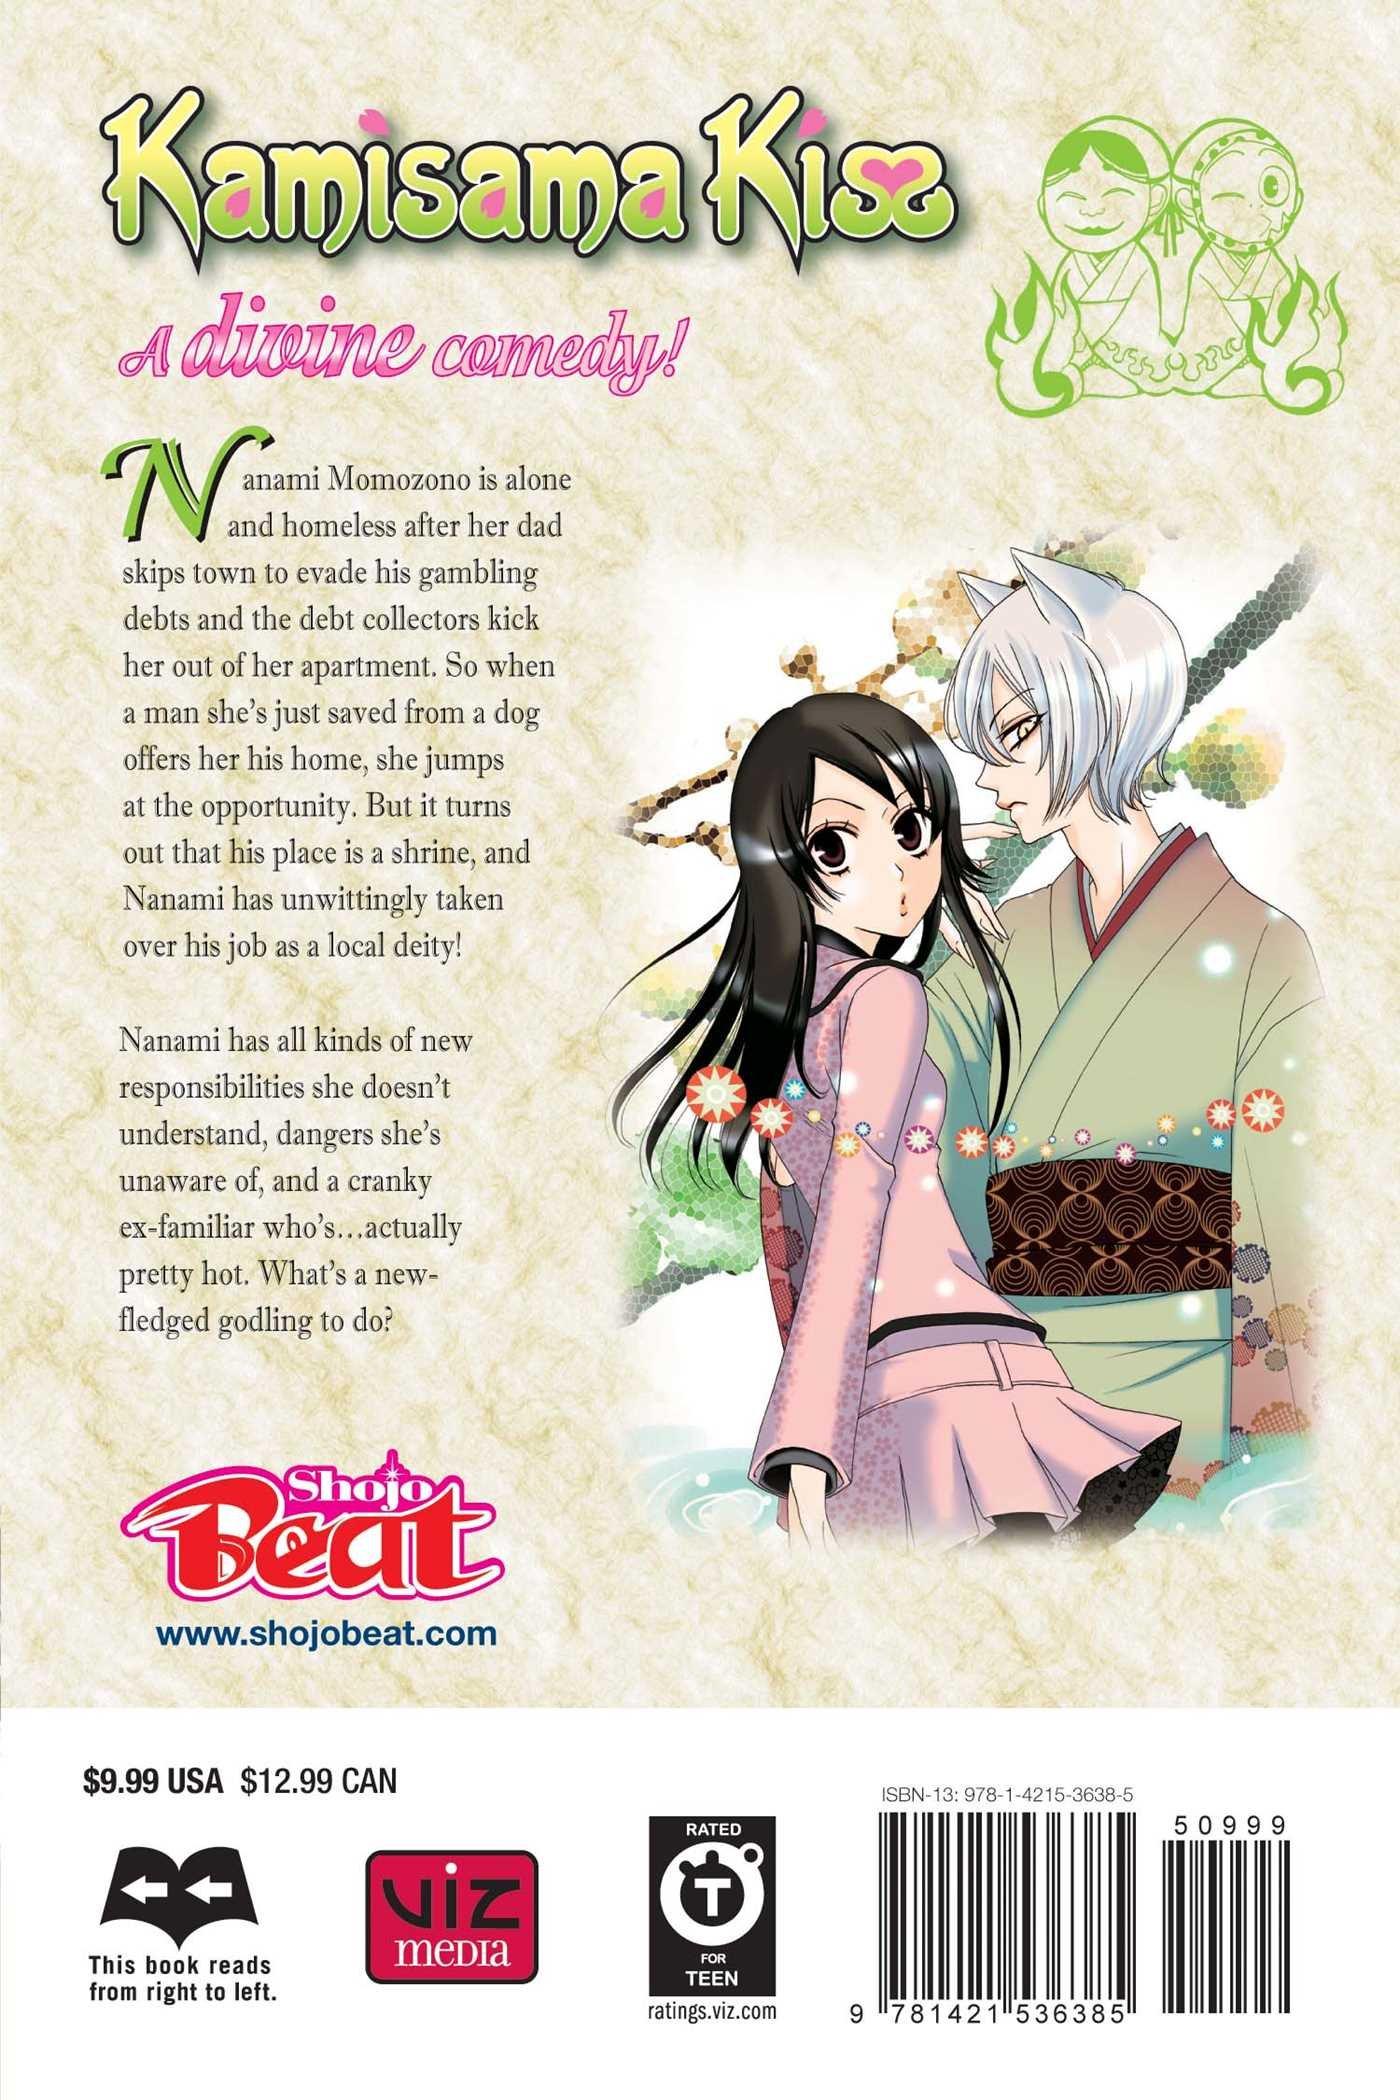 Kamisama Kiss
A divine comedy!
Nanami Momozono is alone
and homeless after her dad
skips town to evade his gambling
debts and the debt collectors kick
her out of her apartment. So when
a man she’s just saved from a dog
offers her his home, she jumps
at the opportunity. But it turns
out that his place is a shrine, and
Nanami has unwittingly taken
over his job as a local deity!
Nanami has all kinds of new
responsibilities she doesn’t
understand, dangers she’s
unaware of, and a cranky
ex-familiar who’s…actually
pretty hot. What’s a new-
fledged godling to do?
Shojo
Beat
www.shojobeat.com
$9.99 USA $12.99 CAN
This book reads
from right to left.
VIZ
MEDIA
RATED
T
FOR
TEEN
ratings.viz.com
ISBN-13: 978-1-4215-3638-5
50999
9 781421 536385